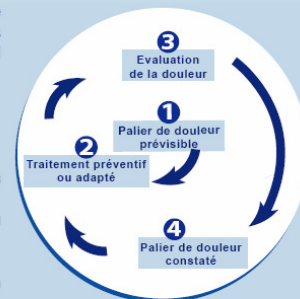 3
Evaluation
de la douleur
1
Palier de douleur
prévisible
2
Traitement préventif
ou adapté
4
Palier de douleur
constaté